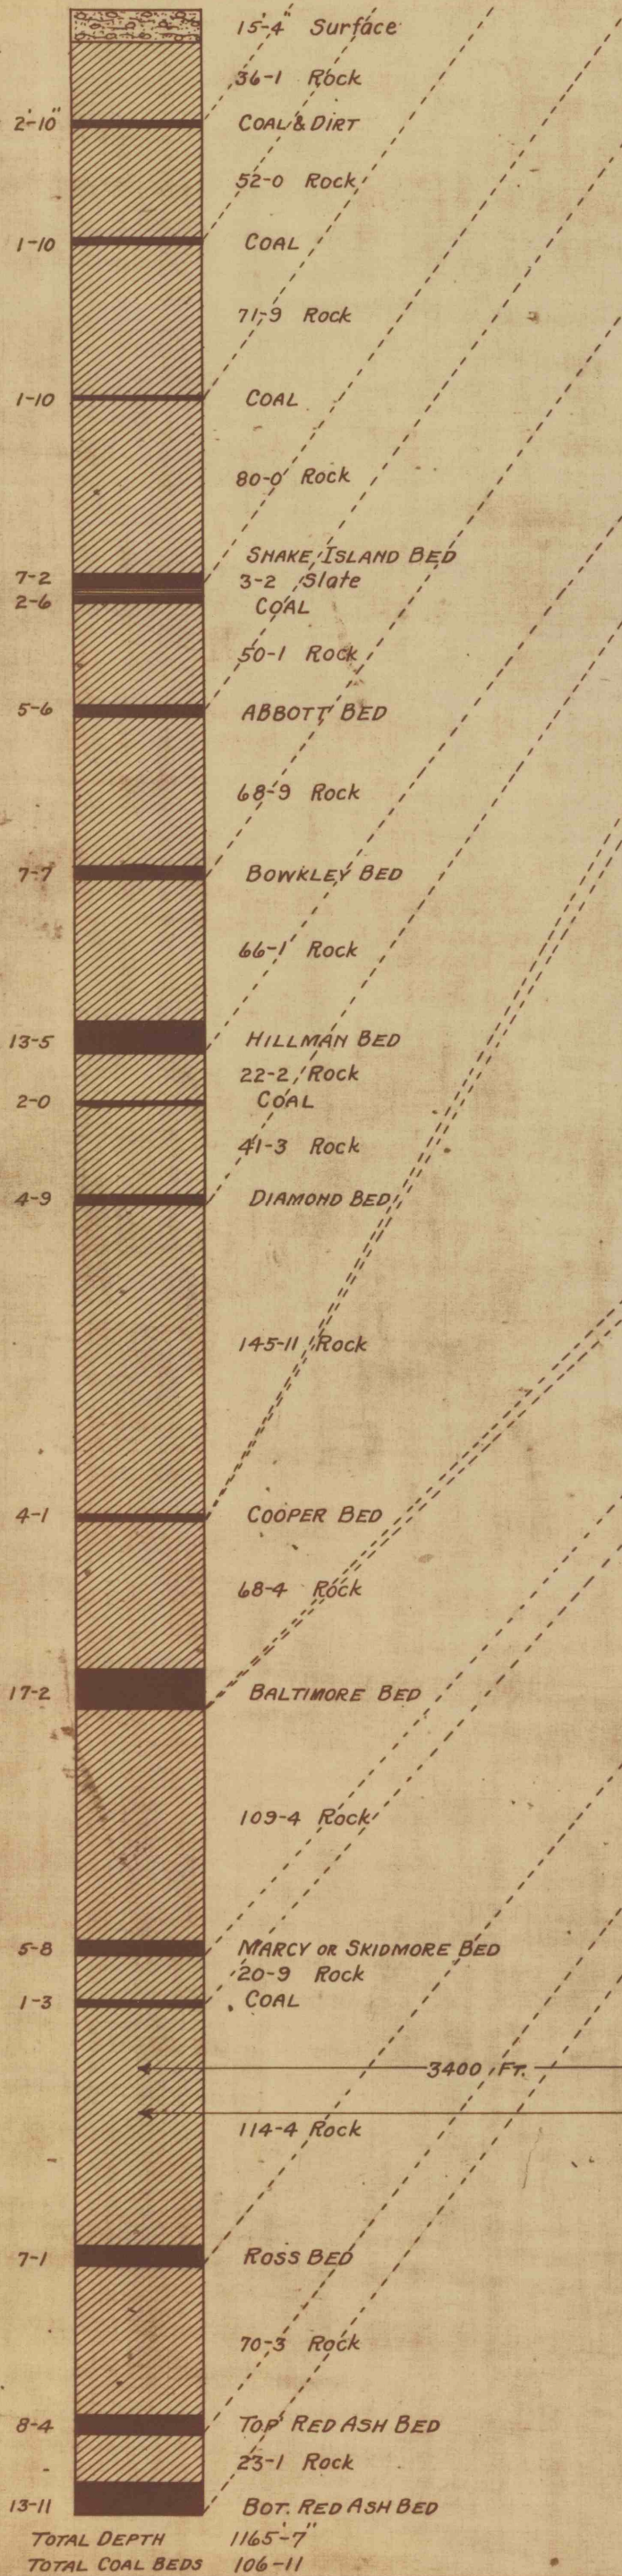 15'-4" Surface
36-1 Rock
2'-10" COAL & DIRT
52-0 Rock
1-10 COAL
71-9 Rock
1-10 COAL
80-0 Rock
SNAKE ISLAND BED
7-2 3-2 Slate
2-6 COAL
50-1 Rock
5-6 ABBOTT BED
68-9 Rock
7-7 BOWKLEY BED
66-1 Rock
13-5 HILLMAN BED
22-2 Rock
2-0 COAL
41-3 Rock
4-9 DIAMOND BED
145-11 Rock
4-1 COOPER BED
68-4 Rock
17-2 BALTIMORE BED
109-4 Rock
5-8 MARCY OR SKIDMORE BED
20-9 Rock
1-3 COAL
3400 FT.
114-4 Rock
7-1 ROSS BED
70-3 Rock
8-4 TOP RED ASH BED
23-1 Rock
13-11 BOT. RED ASH BED
TOTAL DEPTH 1165'-7"
TOTAL COAL BEDS 106-11